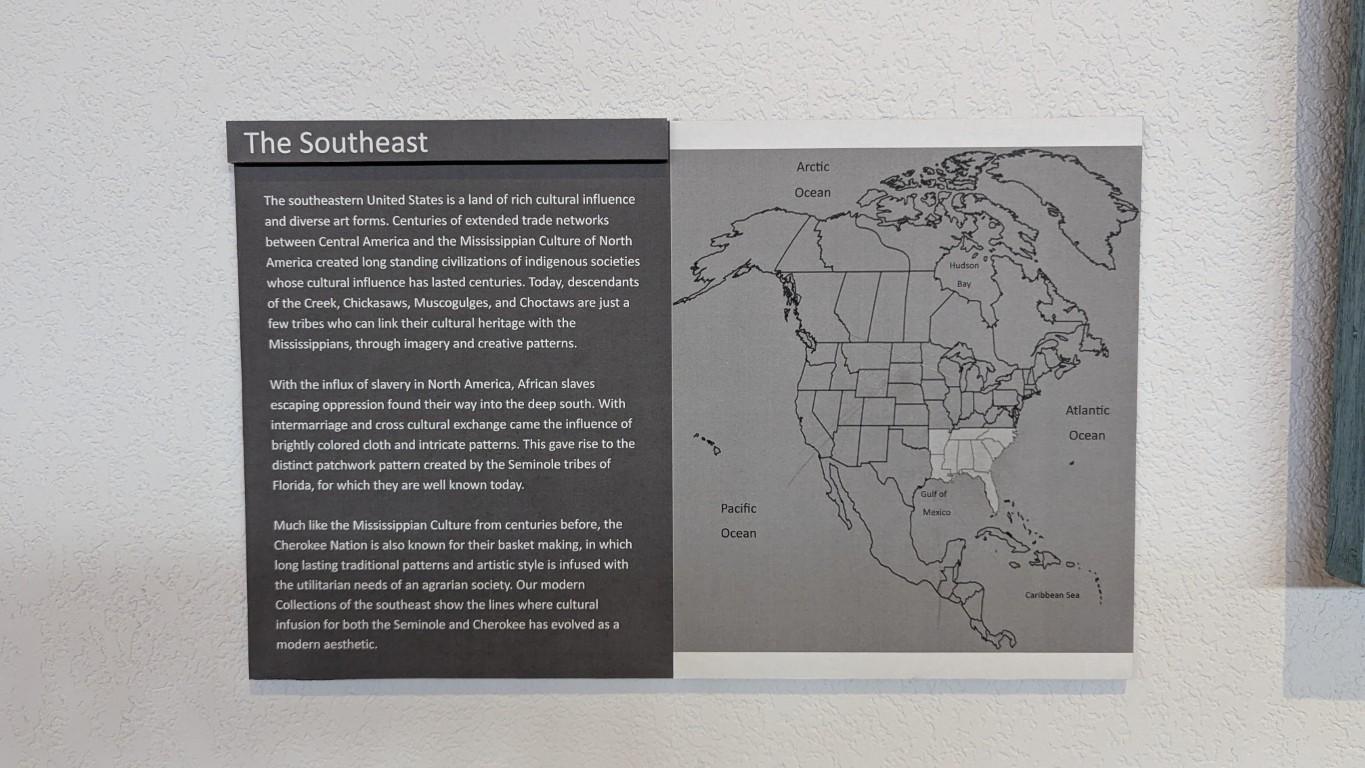 The Southeast
The southeastern United States is a land of rich cultural influence
and diverse art forms. Centuries of extended trade networks
between Central America and the Mississippian Culture of North
America created long standing civilizations of indigenous societies
whose cultural influence has lasted centuries. Today, descendants
of the Creek, Chickasaws, Muscogulges, and Choctaws are just a
few tribes who can link their cultural heritage with the
Mississippians, through imagery and creative patterns.
With the influx of slavery in North America, African slaves
escaping oppression found their way into the deep south. With
intermarriage and cross cultural exchange came the influence of
brightly colored cloth and intricate patterns. This gave rise to the
distinct patchwork pattern created by the Seminole tribes of
Florida, for which they are well known today.
Much like the Mississippian Culture from centuries before, the
Cherokee Nation is also known for their basket making, in which
long lasting traditional patterns and artistic style is infused with
the utilitarian needs of an agrarian society. Our modern
Collections of the southeast show the lines where cultural
infusion for both the Seminole and Cherokee has evolved as a
modern aesthetic.
Arctic
Ocean
Hudson
Bay
Atlantic
Ocean
Gulf of
Mexico
Pacific
Ocean
Caribbean Sea